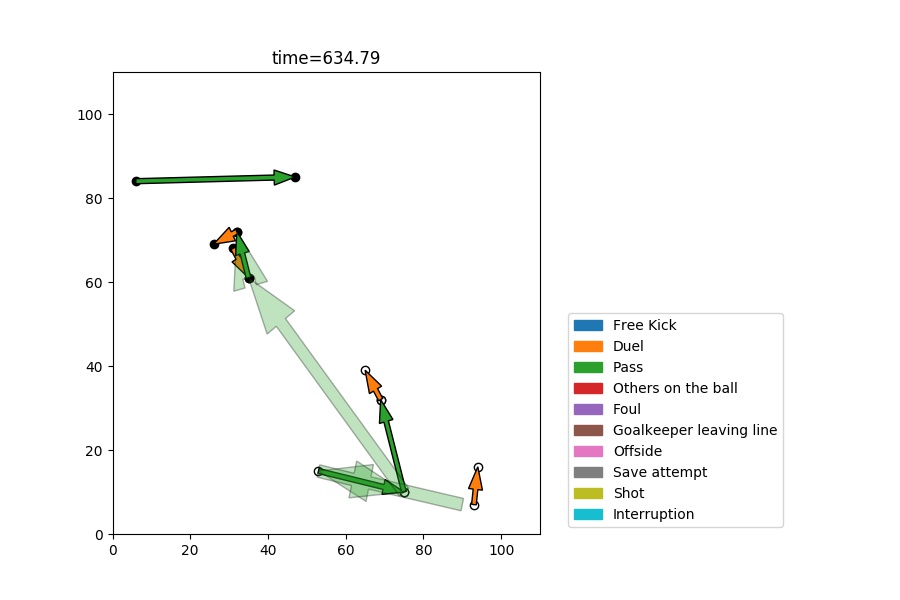 time=634.79
100
80
60
40
20
0
0 20 40 60 80 100
Free Kick
Duel
Pass
Others on the ball
Foul
Goalkeeper leaving line
Offside
Save attempt
Shot
Interruption